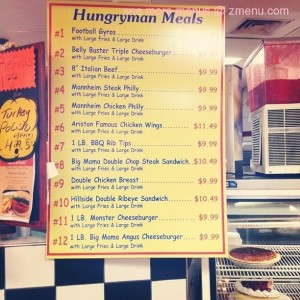 zmenu.com
Hungryman Meals
#1 Football Gyros
with Large Fries & Large Drink
#2 Belly Buster Triple Cheeseburger
with Large Fries & Large Drink
#3 8" Italian Beef............$9.99
with Large Fries & Large Drink
#4 Mannheim Steak Philly............$9.99
with Large Fries & Large Drink
#5 Mannheim Chicken Philly............$9.99
with Large Fries & Large Drink
#6 Ariston Famous Chicken Wings............$11.49
with Large Fries & Large Drink
#7 1 LB. BBQ Rib Tips............$9.99
with Large Fries & Large Drink
#8 Big Mama Double Chop Steak Sandwich...$10.49
with Large Fries & Large Drink
#9 Double Chicken Breast............$9.99
with Large Fries & Large Drink
#10 Hillside Double Ribeye Sandwich............$10.49
with Large Fries & Large Drink
#11 1 LB. Monster Cheeseburger............$9.99
with Large Fries & Large Drink
#12 1 LB. Big Mama Angus Cheeseburger............$9.99
with Large Fries & Large Drink
Turkey
Polish